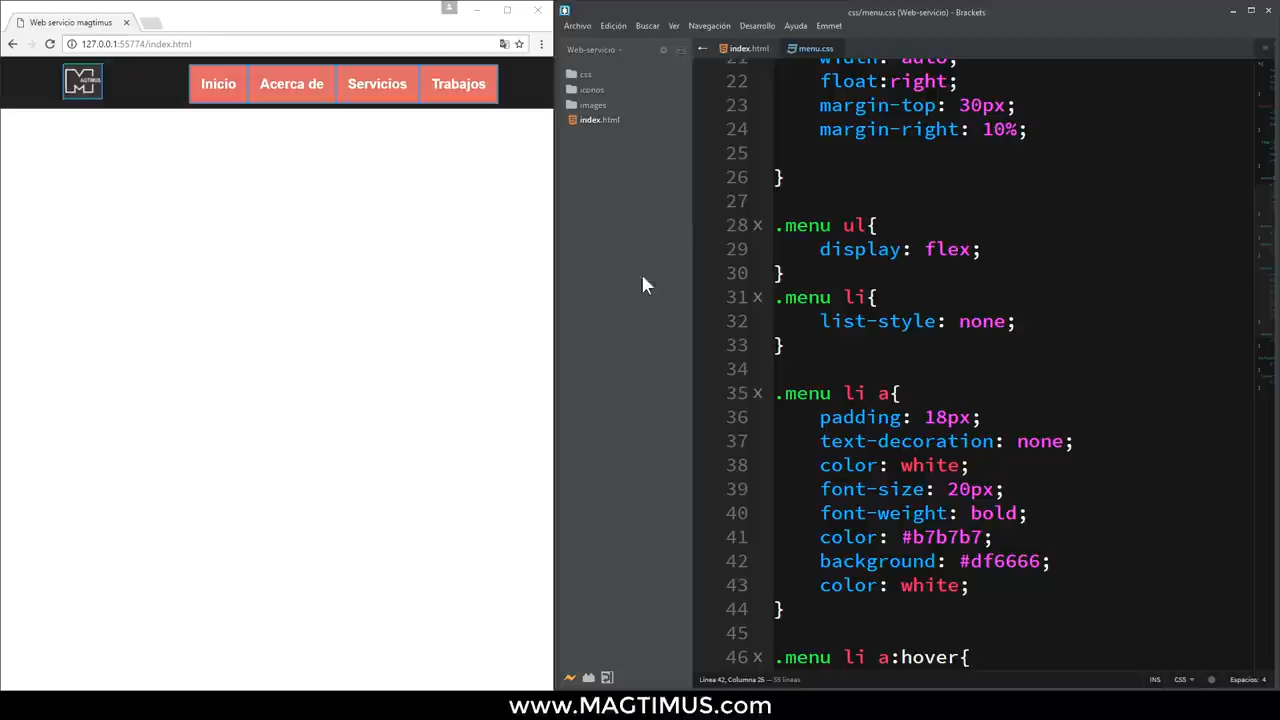 Web servicio magtimus
127.0.0.1:55774/index.html
MAGTIMUS
Inicio
Acerca de
Servicios
Trabajos
css/menu.css (Web-servicio) - Brackets
Archivo Edición Buscar Ver Navegación Desarrollo Ayuda Emmet
Web-servicio
css
iconos
images
index.html
index.html
menu.css
21 width: auto;
22 float:right;
23 margin-top: 30px;
24 margin-right: 10%;
25
26 }
27
28 .menu ul{
29 display: flex;
30 }
31 .menu li{
32 list-style: none;
33 }
34
35 .menu li a{
36 padding: 18px;
37 text-decoration: none;
38 color: white;
39 font-size: 20px;
40 font-weight: bold;
41 color: #b7b7b7;
42 background: #df6666;
43 color: white;
44 }
45
46 .menu li a:hover{
Línea 42, Columna 25 — 55 líneas
INS CSS Espacios: 4
www.MAGTIMUS.com